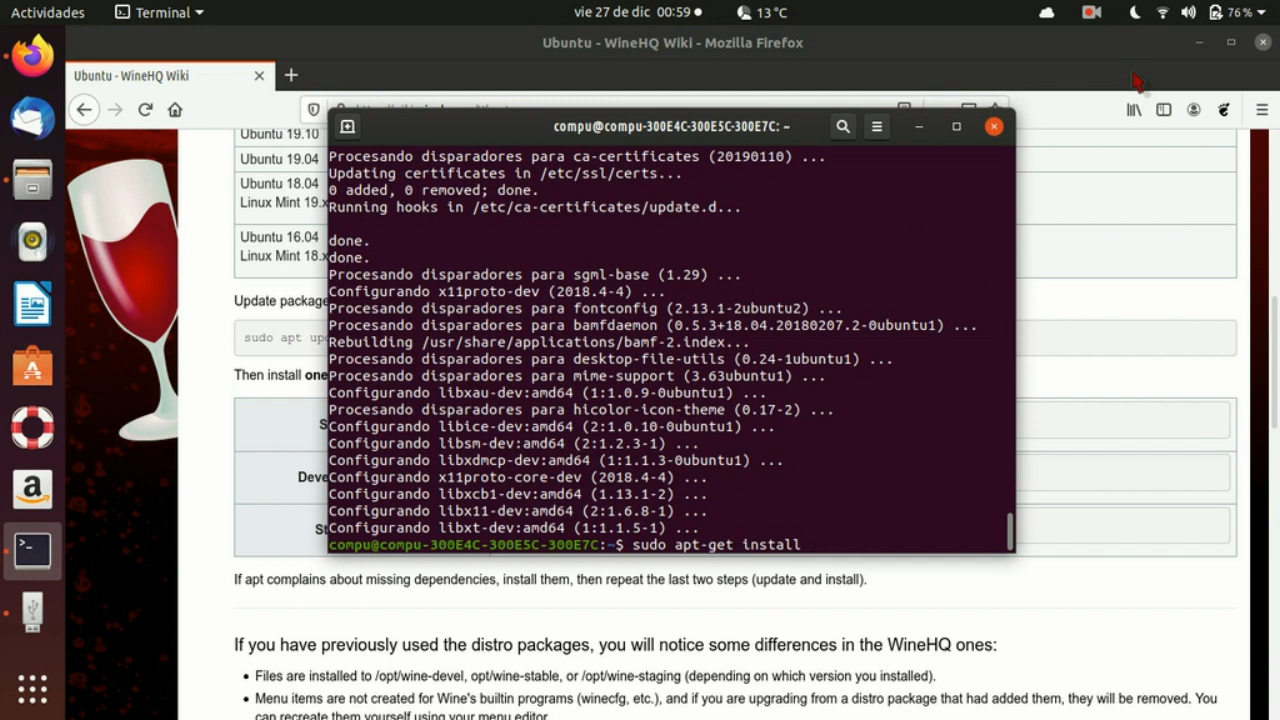 Actividades
Terminal
vie 27 de dic 00:59
13 °C
76 %
Ubuntu - WineHQ Wiki - Mozilla Firefox
Ubuntu - WineHQ Wiki
Ubuntu 19.10
Ubuntu 19.04
Ubuntu 18.04
Linux Mint 19.x
Ubuntu 16.04
Linux Mint 18.x
Update package
sudo apt upd
Then install one
S
Deve
St
compu@compu-300E4C-300E5C-300E7C: ~
Procesando disparadores para ca-certificates (20190110) ...
Updating certificates in /etc/ssl/certs...
0 added, 0 removed; done.
Running hooks in /etc/ca-certificates/update.d...
done.
done.
Procesando disparadores para sgml-base (1.29) ...
Configurando x11proto-dev (2018.4-4) ...
Procesando disparadores para fontconfig (2.13.1-2ubuntu2) ...
Procesando disparadores para bamfdaemon (0.5.3+18.04.20180207.2-0ubuntu1) ...
Rebuilding /usr/share/applications/bamf-2.index...
Procesando disparadores para desktop-file-utils (0.24-1ubuntu1) ...
Procesando disparadores para mime-support (3.63ubuntu1) ...
Configurando libxau-dev:amd64 (1:1.0.9-0ubuntu1) ...
Procesando disparadores para hicolor-icon-theme (0.17-2) ...
Configurando libice-dev:amd64 (2:1.0.10-0ubuntu1) ...
Configurando libsm-dev:amd64 (2:1.2.3-1) ...
Configurando libxdmcp-dev:amd64 (1:1.1.3-0ubuntu1) ...
Configurando x11proto-core-dev (2018.4-4) ...
Configurando libxcb1-dev:amd64 (1.13.1-2) ...
Configurando libx11-dev:amd64 (2:1.6.8-1) ...
Configurando libxt-dev:amd64 (1:1.1.5-1) ...
compu@compu-300E4C-300E5C-300E7C:~$ sudo apt-get install
If apt complains about missing dependencies, install them, then repeat the last two steps (update and install).
If you have previously used the distro packages, you will notice some differences in the WineHQ ones:
• Files are installed to /opt/wine-devel, opt/wine-stable, or /opt/wine-staging (depending on which version you installed).
• Menu items are not created for Wine's builtin programs (winecfg, etc.), and if you are upgrading from a distro package that had added them, they will be removed. You
can recreate them yourself using your menu editor.